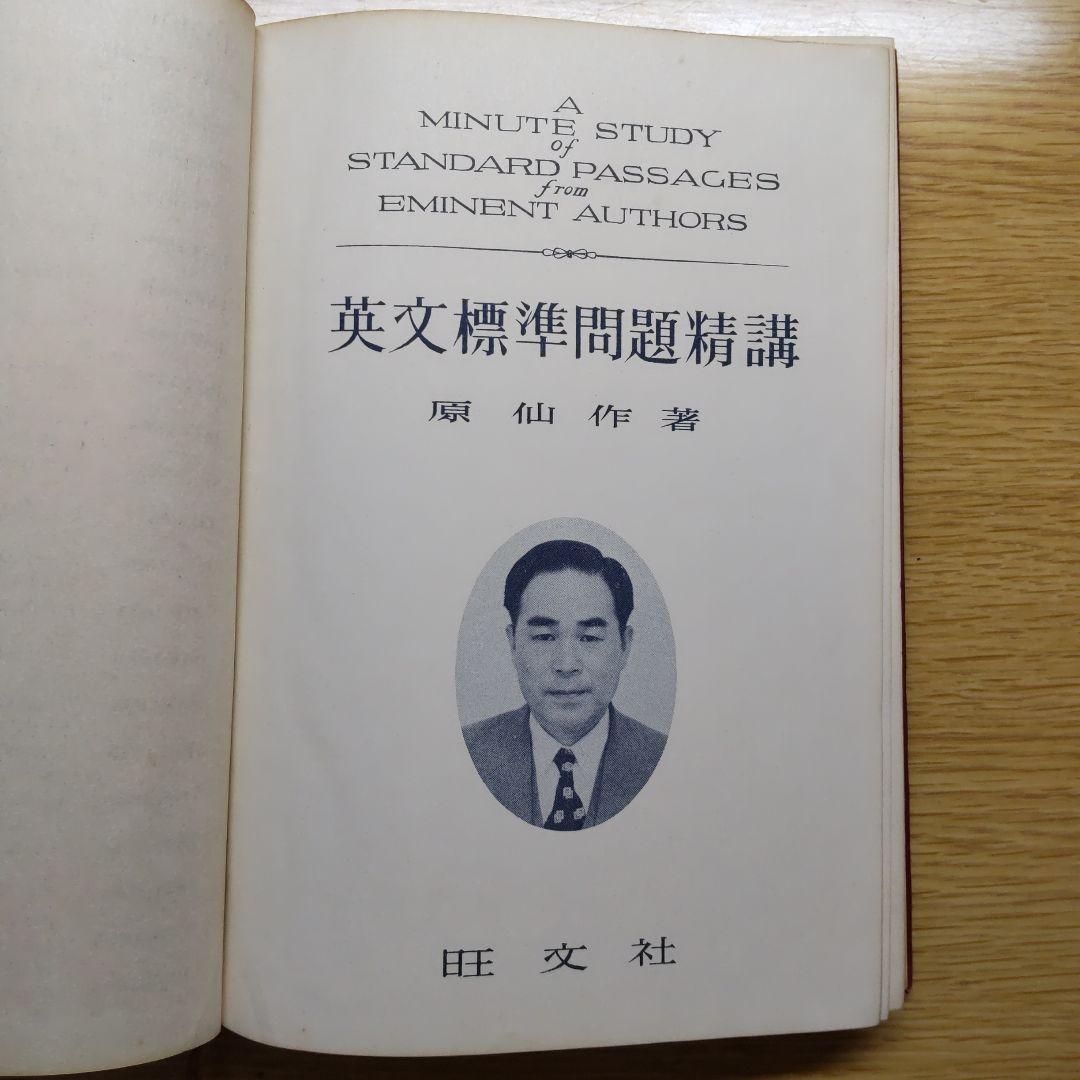 A
MINUTE STUDY
of
STANDARD PASSAGES
from
EMINENT AUTHORS
英文標準問題精講
原仙作著
旺文社